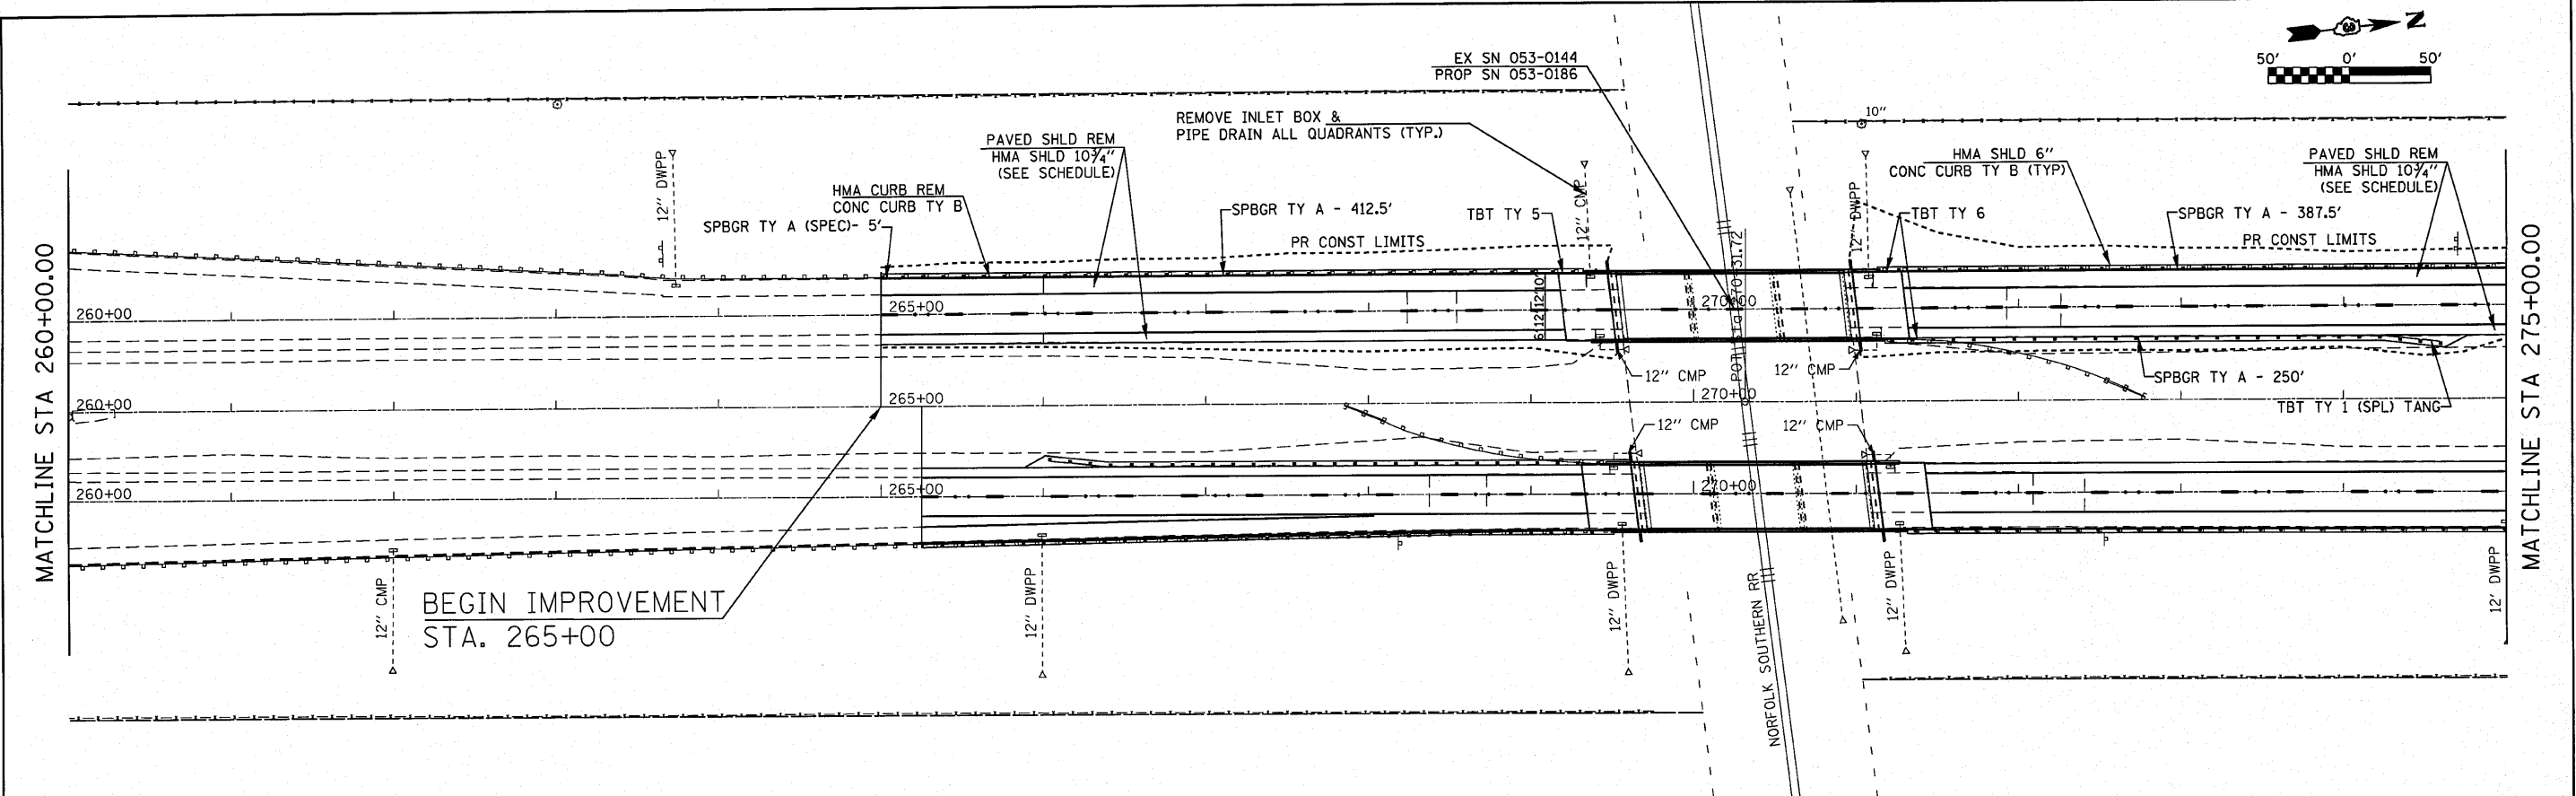 N
50' 0' 50'
EX SN 053-0144
PROP SN 053-0186
REMOVE INLET BOX &
PIPE DRAIN ALL QUADRANTS (TYP.)
10"
PAVED SHLD REM
HMA SHLD 10¾"
(SEE SCHEDULE)
HMA SHLD 6"
CONC CURB TY B (TYP)
PAVED SHLD REM
HMA SHLD 10¾"
(SEE SCHEDULE)
12" DWPP
HMA CURB REM
CONC CURB TY B
SPBGR TY A (SPEC)- 5'
SPBGR TY A - 412.5'
TBT TY 5
12" CMP
12" DWPP
TBT TY 6
SPBGR TY A - 387.5'
PR CONST LIMITS
PR CONST LIMITS
MATCHLINE STA 260+00.00
MATCHLINE STA 275+00.00
260+00
265+00
6'12'12'10'
270+00
12" CMP
12" CMP
SPBGR TY A - 250'
TBT TY 1 (SPL) TANG
260+00
265+00
270+00
12" CMP
12" CMP
260+00
265+00
270+00
12" CMP
BEGIN IMPROVEMENT
STA. 265+00
12" DWPP
12" DWPP
12" DWPP
12' DWPP
NORFOLK SOUTHERN RR